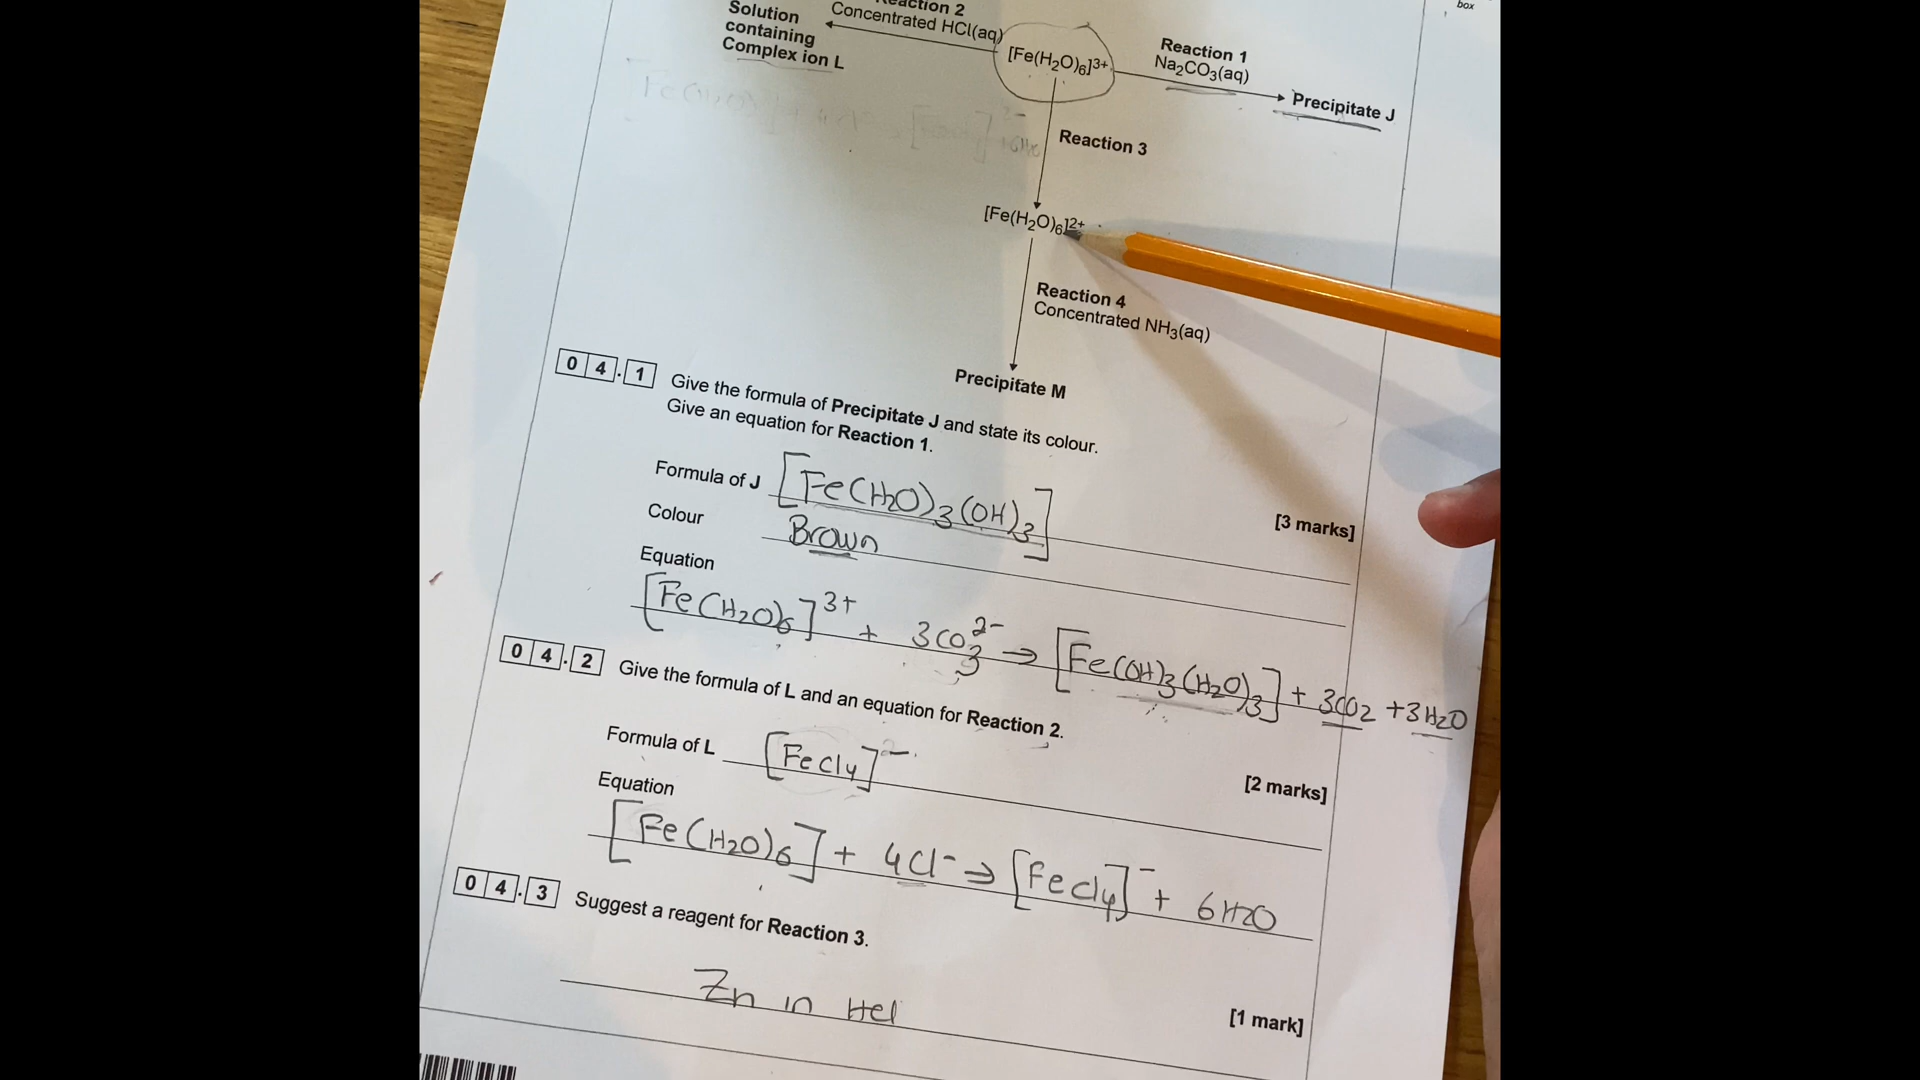 box
Reaction 2
Solution containing Complex ion L
Concentrated HCl(aq)
[Fe(H₂O)₆]³⁺
Reaction 1
Na₂CO₃(aq)
Precipitate J
Reaction 3
[Fe(H₂O)₆]²⁺
Reaction 4
Concentrated NH₃(aq)
Precipitate M
0 4 . 1 Give the formula of Precipitate J and state its colour.
Give an equation for Reaction 1.
[3 marks]
Formula of J [Fe(H₂O)₃(OH)₃]
Colour Brown
Equation
[Fe(H₂O)₆]³⁺ + 3CO₃²⁻ → [Fe(OH)₃(H₂O)₃] + 3CO₂ + 3H₂O
0 4 . 2 Give the formula of L and an equation for Reaction 2.
[2 marks]
Formula of L [FeCl₄]⁻
Equation
[Fe(H₂O)₆] + 4Cl⁻ → [FeCl₄]⁻ + 6H₂O
0 4 . 3 Suggest a reagent for Reaction 3.
[1 mark]
Zn in HCl